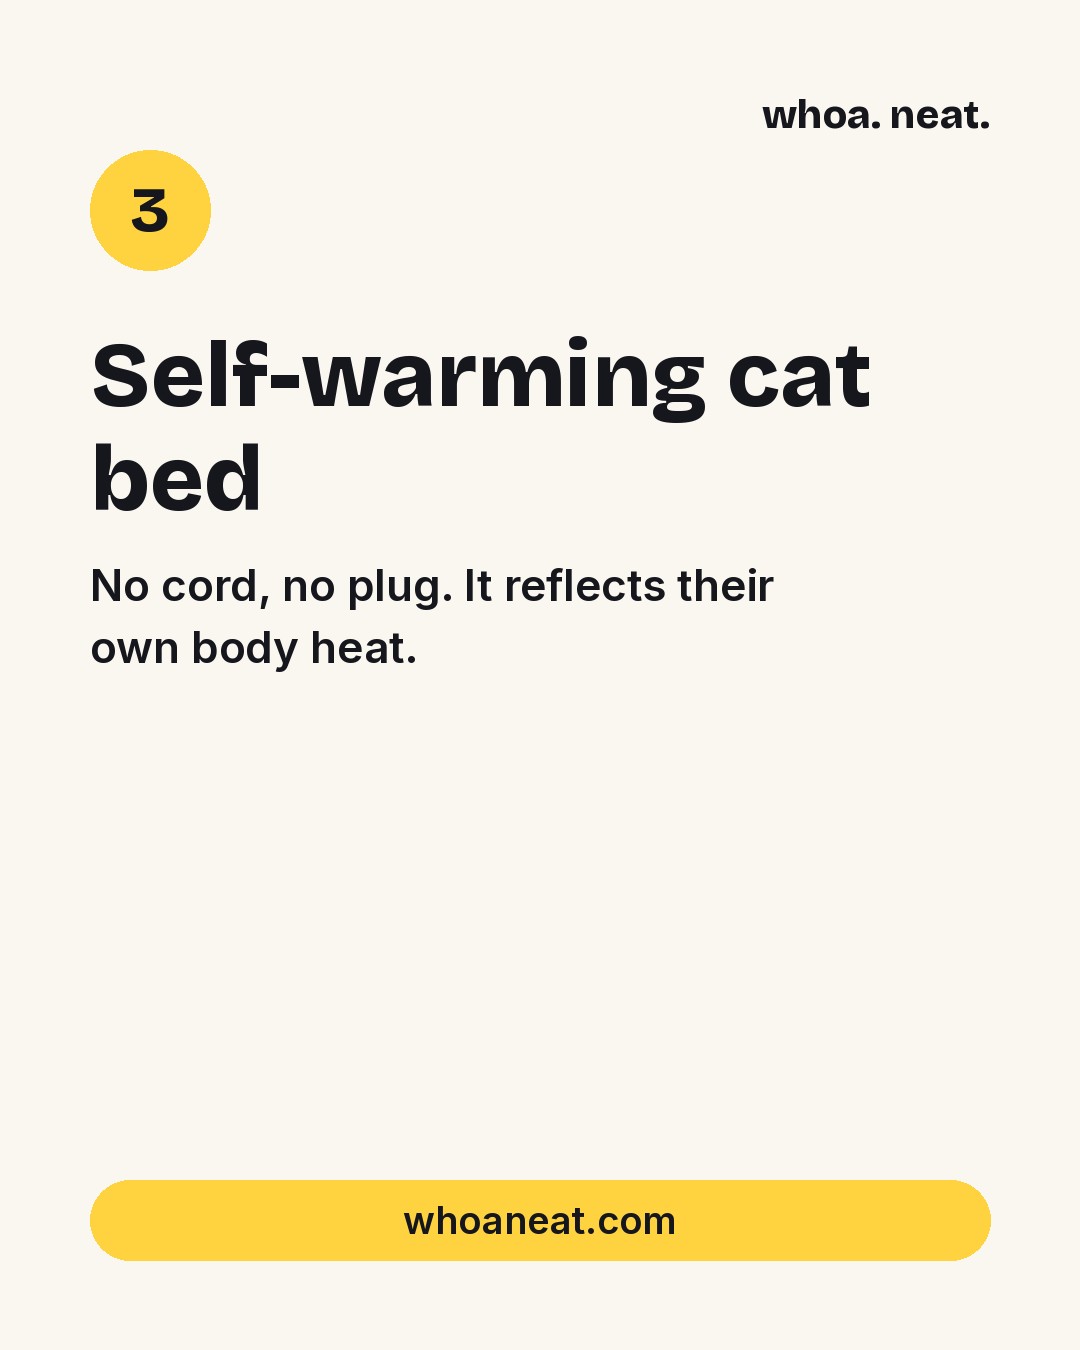 whoa. neat.
3
Self-warming cat
bed
No cord, no plug. It reflects their
own body heat.
whoaneat.com